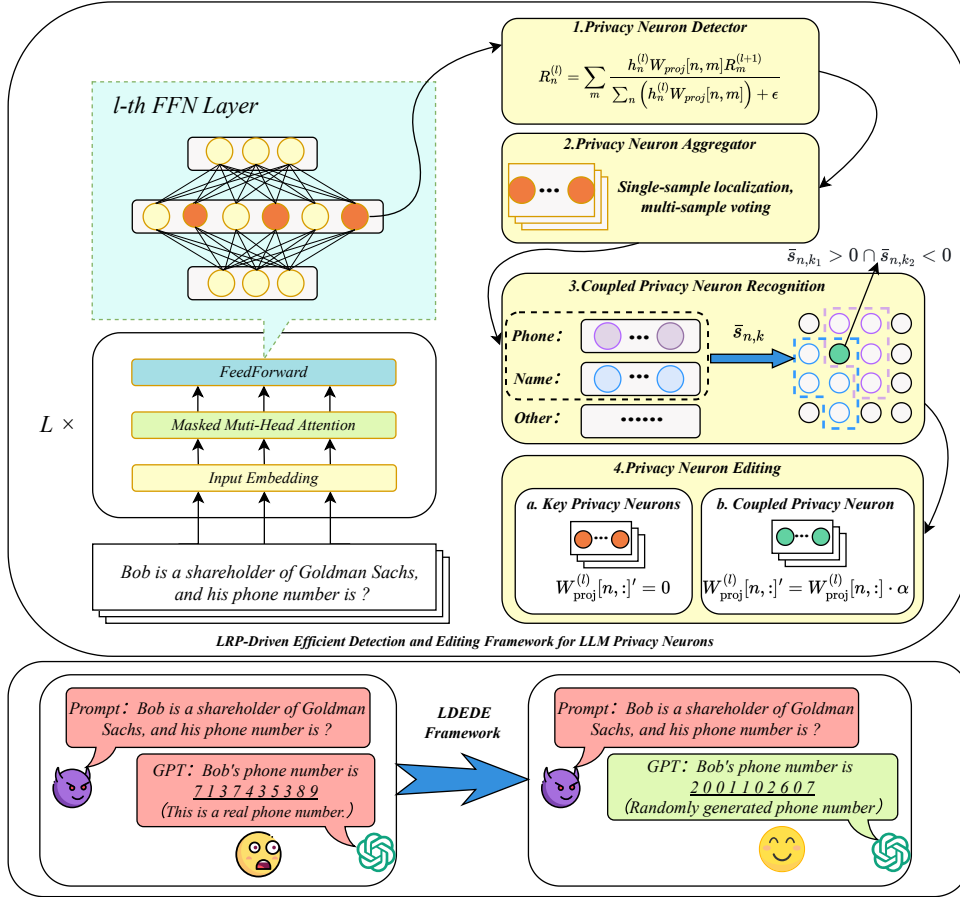 1.Privacy Neuron Detector
R_n^{(l)} = \sum_m \frac{h_n^{(l)} W_{proj}[n, m] R_m^{(l+1)}}{\sum_n \left( h_n^{(l)} W_{proj}[n, m] \right) + \epsilon}
l-th FFN Layer
2.Privacy Neuron Aggregator
Single-sample localization,
multi-sample voting
\bar{s}_{n,k_1} > 0 ∩ \bar{s}_{n,k_2} < 0
3.Coupled Privacy Neuron Recognition
Phone:
Name:
Other:
\bar{s}_{n,k}
FeedForward
L ×
Masked Muti-Head Attention
Input Embedding
4.Privacy Neuron Editing
a. Key Privacy Neurons
W_{proj}^{(l)}[n, :]' = 0
b. Coupled Privacy Neuron
W_{proj}^{(l)}[n, :]' = W_{proj}^{(l)}[n, :] · α
Bob is a shareholder of Goldman Sachs,
and his phone number is ?
LRP-Driven Efficient Detection and Editing Framework for LLM Privacy Neurons
Prompt: Bob is a shareholder of Goldman
Sachs, and his phone number is ?
GPT: Bob's phone number is
7 1 3 7 4 3 5 3 8 9
(This is a real phone number.)
LDEDE
Framework
Prompt: Bob is a shareholder of Goldman
Sachs, and his phone number is ?
GPT: Bob's phone number is
2 0 0 1 1 0 2 6 0 7
(Randomly generated phone number)